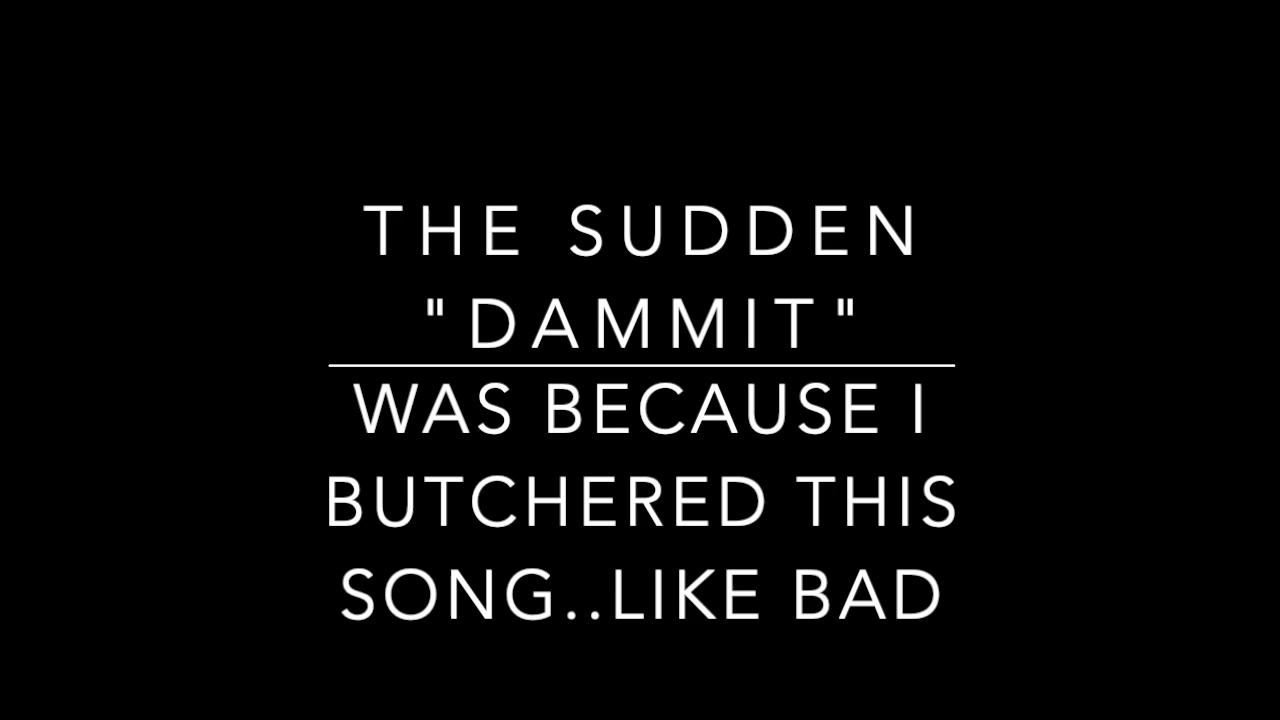 THE SUDDEN
"DAMMIT"
WAS BECAUSE I
BUTCHERED THIS
SONG..LIKE BAD